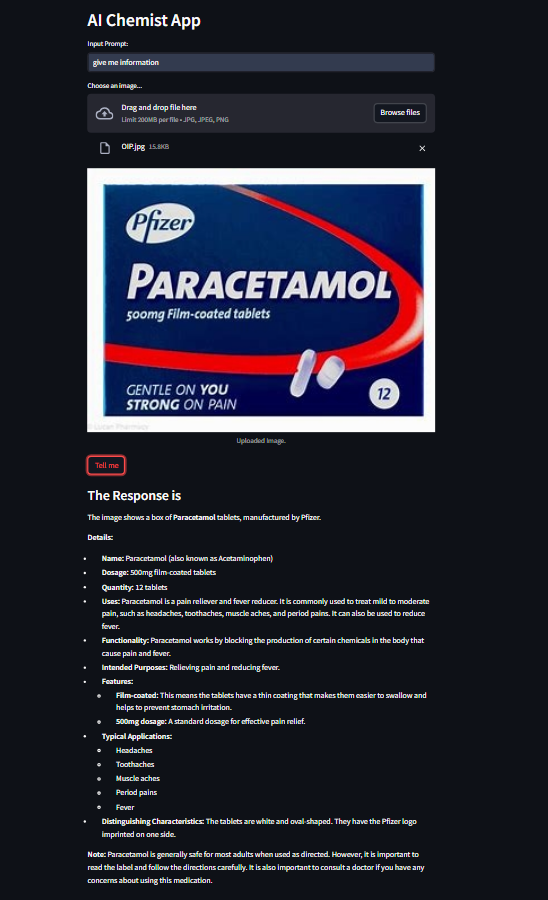 AI Chemist App
Input Prompt:
give me information
Choose an image...
Drag and drop file here
Limit 200MB per file • JPG, JPEG, PNG
Browse files
OIP.jpg 15.8KB
Pfizer
PARACETAMOL
500mg Film-coated tablets
GENTLE ON YOU
STRONG ON PAIN
12
© Lucan Pharmacy
Uploaded Image.
Tell me
The Response is
The image shows a box of Paracetamol tablets, manufactured by Pfizer.
Details:
• Name: Paracetamol (also known as Acetaminophen)
• Dosage: 500mg film-coated tablets
• Quantity: 12 tablets
• Uses: Paracetamol is a pain reliever and fever reducer. It is commonly used to treat mild to moderate
pain, such as headaches, toothaches, muscle aches, and period pains. It can also be used to reduce
fever.
• Functionality: Paracetamol works by blocking the production of certain chemicals in the body that
cause pain and fever.
• Intended Purposes: Relieving pain and reducing fever.
• Features:
◦ Film-coated: This means the tablets have a thin coating that makes them easier to swallow and
helps to prevent stomach irritation.
◦ 500mg dosage: A standard dosage for effective pain relief.
• Typical Applications:
◦ Headaches
◦ Toothaches
◦ Muscle aches
◦ Period pains
◦ Fever
• Distinguishing Characteristics: The tablets are white and oval-shaped. They have the Pfizer logo
imprinted on one side.
Note: Paracetamol is generally safe for most adults when used as directed. However, it is important to
read the label and follow the directions carefully. It is also important to consult a doctor if you have any
concerns about using this medication.